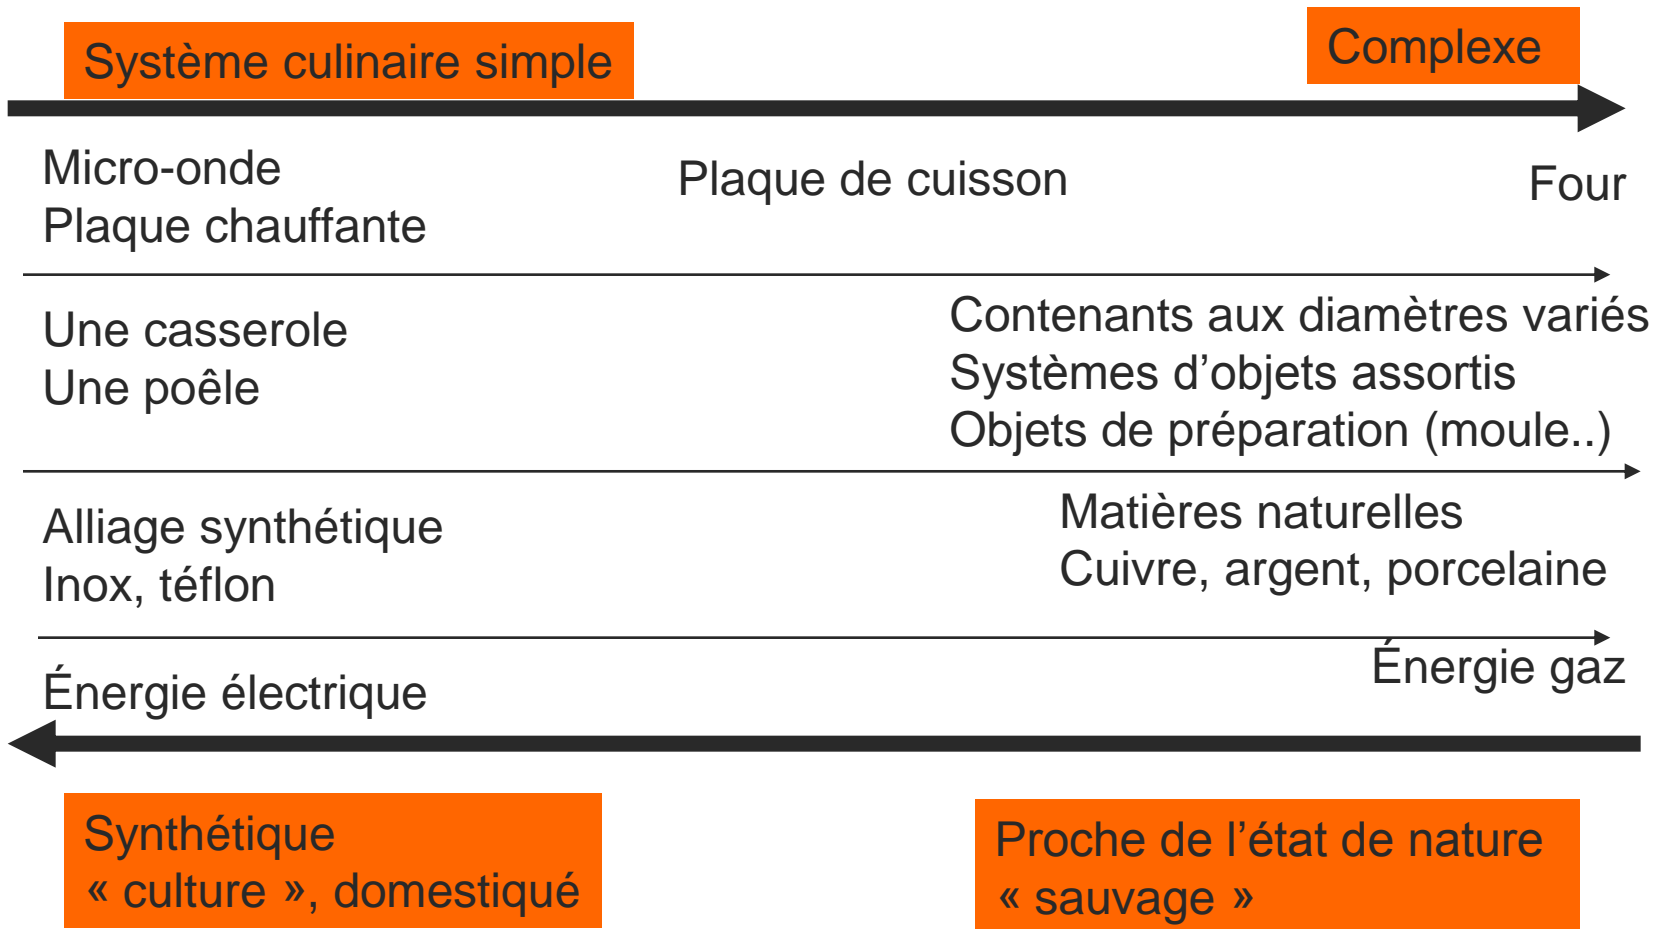 Système culinaire simple
Complexe
Micro-onde
Plaque chauffante
Plaque de cuisson
Four
Une casserole
Une poêle
Contenants aux diamètres variés
Systèmes d’objets assortis
Objets de préparation (moule..)
Alliage synthétique
Inox, téflon
Matières naturelles
Cuivre, argent, porcelaine
Énergie électrique
Énergie gaz
Synthétique
« culture », domestiqué
Proche de l’état de nature
« sauvage »